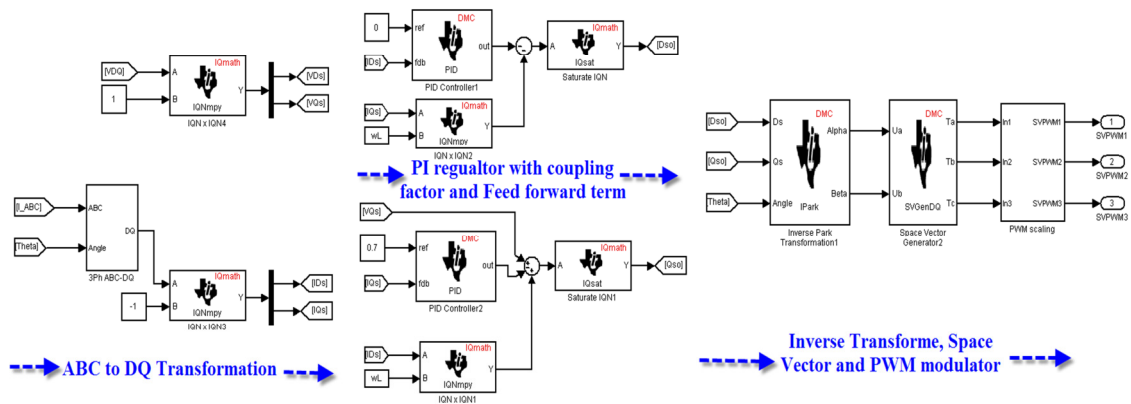 [VDQ]
1
A
B
IQmath
IQNmpy
Y
IQN x IQN4
[VDs]
[VQs]
[I_ABC]
[Theta]
ABC
Angle
DQ
3Ph ABC-DQ
-1
A
B
IQmath
IQNmpy
Y
IQN x IQN3
[IDs]
[IQs]
ABC to DQ Transformation
0
[IDs]
ref
fdb
DMC
PID
out
PID Controller1
A
IQmath
IQsat
Y
Saturate IQN
[Dso]
[IQs]
wL
A
B
IQmath
IQNmpy
Y
IQN x IQN2
PI regualtor with coupling
factor and Feed forward term
[VQs]
0.7
[IQs]
ref
fdb
DMC
PID
out
PID Controller2
A
IQmath
IQsat
Y
Saturate IQN1
[Qso]
[IDs]
wL
A
B
IQmath
IQNmpy
Y
IQN x IQN1
[Dso]
[Qso]
[Theta]
Ds
Qs
Angle
DMC
IPark
Alpha
Beta
Inverse Park
Transformation1
Ua
Ub
DMC
SVGenDQ
Ta
Tb
Tc
Space Vector
Generator2
In1
In2
In3
SVPWM1
SVPWM2
SVPWM3
PWM scaling
1
SVPWM1
2
SVPWM2
3
SVPWM3
Inverse Transforme, Space
Vector and PWM modulator